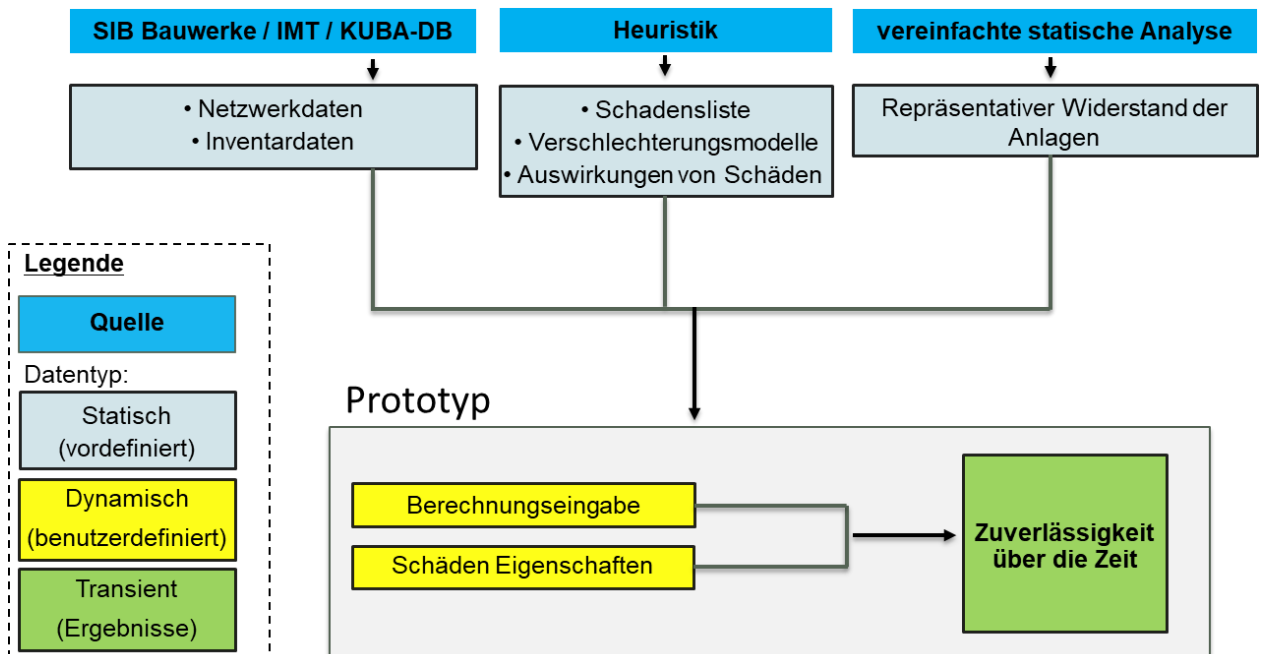 SIB Bauwerke / IMT / KUBA-DB
Heuristik
vereinfachte statische Analyse
• Netzwerkdaten
• Inventardaten
• Schadensliste
• Verschlechterungsmodelle
• Auswirkungen von Schäden
Repräsentativer Widerstand der
Anlagen
Legende
Quelle
Datentyp:
Statisch
(vordefiniert)
Dynamisch
(benutzerdefiniert)
Transient
(Ergebnisse)
Prototyp
Berechnungseingabe
Schäden Eigenschaften
Zuverlässigkeit
über die Zeit